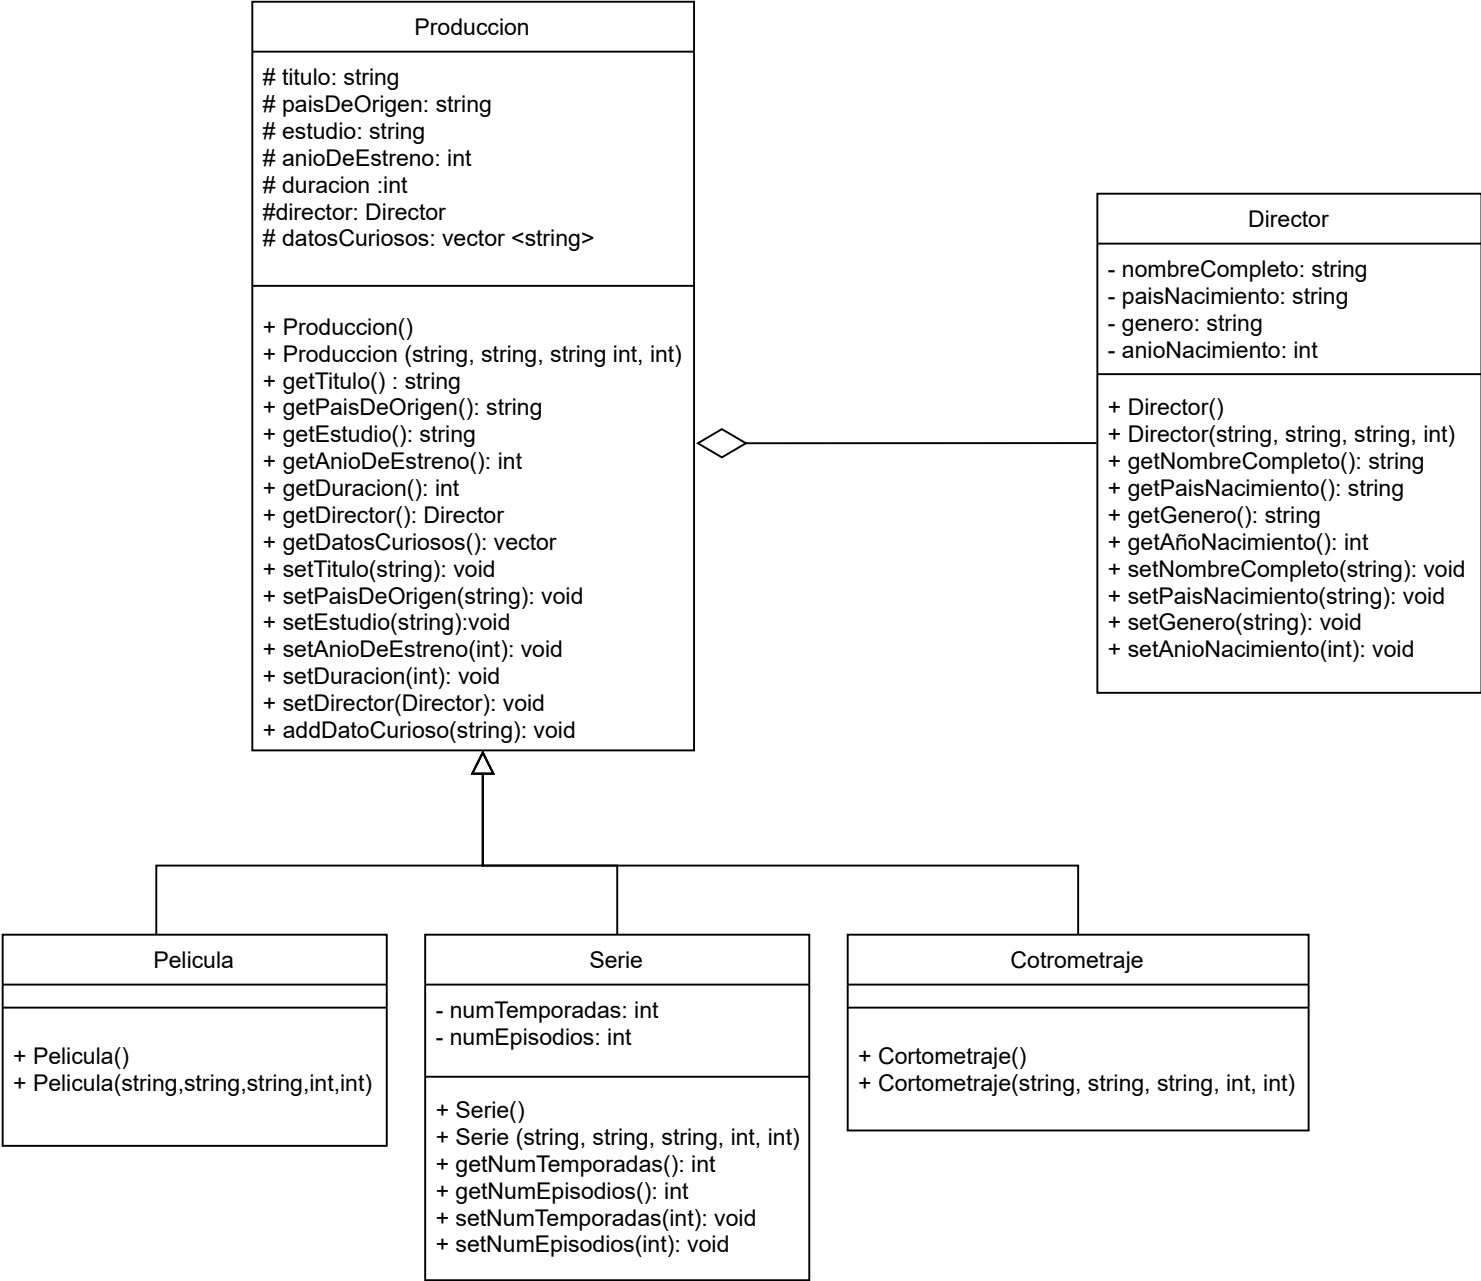 Produccion
# titulo: string
# paisDeOrigen: string
# estudio: string
# anioDeEstreno: int
# duracion :int
#director: Director
# datosCuriosos: vector <string>
+ Produccion()
+ Produccion (string, string, string int, int)
+ getTitulo() : string
+ getPaisDeOrigen(): string
+ getEstudio(): string
+ getAnioDeEstreno(): int
+ getDuracion(): int
+ getDirector(): Director
+ getDatosCuriosos(): vector
+ setTitulo(string): void
+ setPaisDeOrigen(string): void
+ setEstudio(string):void
+ setAnioDeEstreno(int): void
+ setDuracion(int): void
+ setDirector(Director): void
+ addDatoCurioso(string): void
Director
- nombreCompleto: string
- paisNacimiento: string
- genero: string
- anioNacimiento: int
+ Director()
+ Director(string, string, string, int)
+ getNombreCompleto(): string
+ getPaisNacimiento(): string
+ getGenero(): string
+ getAñoNacimiento(): int
+ setNombreCompleto(string): void
+ setPaisNacimiento(string): void
+ setGenero(string): void
+ setAnioNacimiento(int): void
Pelicula
+ Pelicula()
+ Pelicula(string,string,string,int,int)
Serie
- numTemporadas: int
- numEpisodios: int
+ Serie()
+ Serie (string, string, string, int, int)
+ getNumTemporadas(): int
+ getNumEpisodios(): int
+ setNumTemporadas(int): void
+ setNumEpisodios(int): void
Cotrometraje
+ Cortometraje()
+ Cortometraje(string, string, string, int, int)